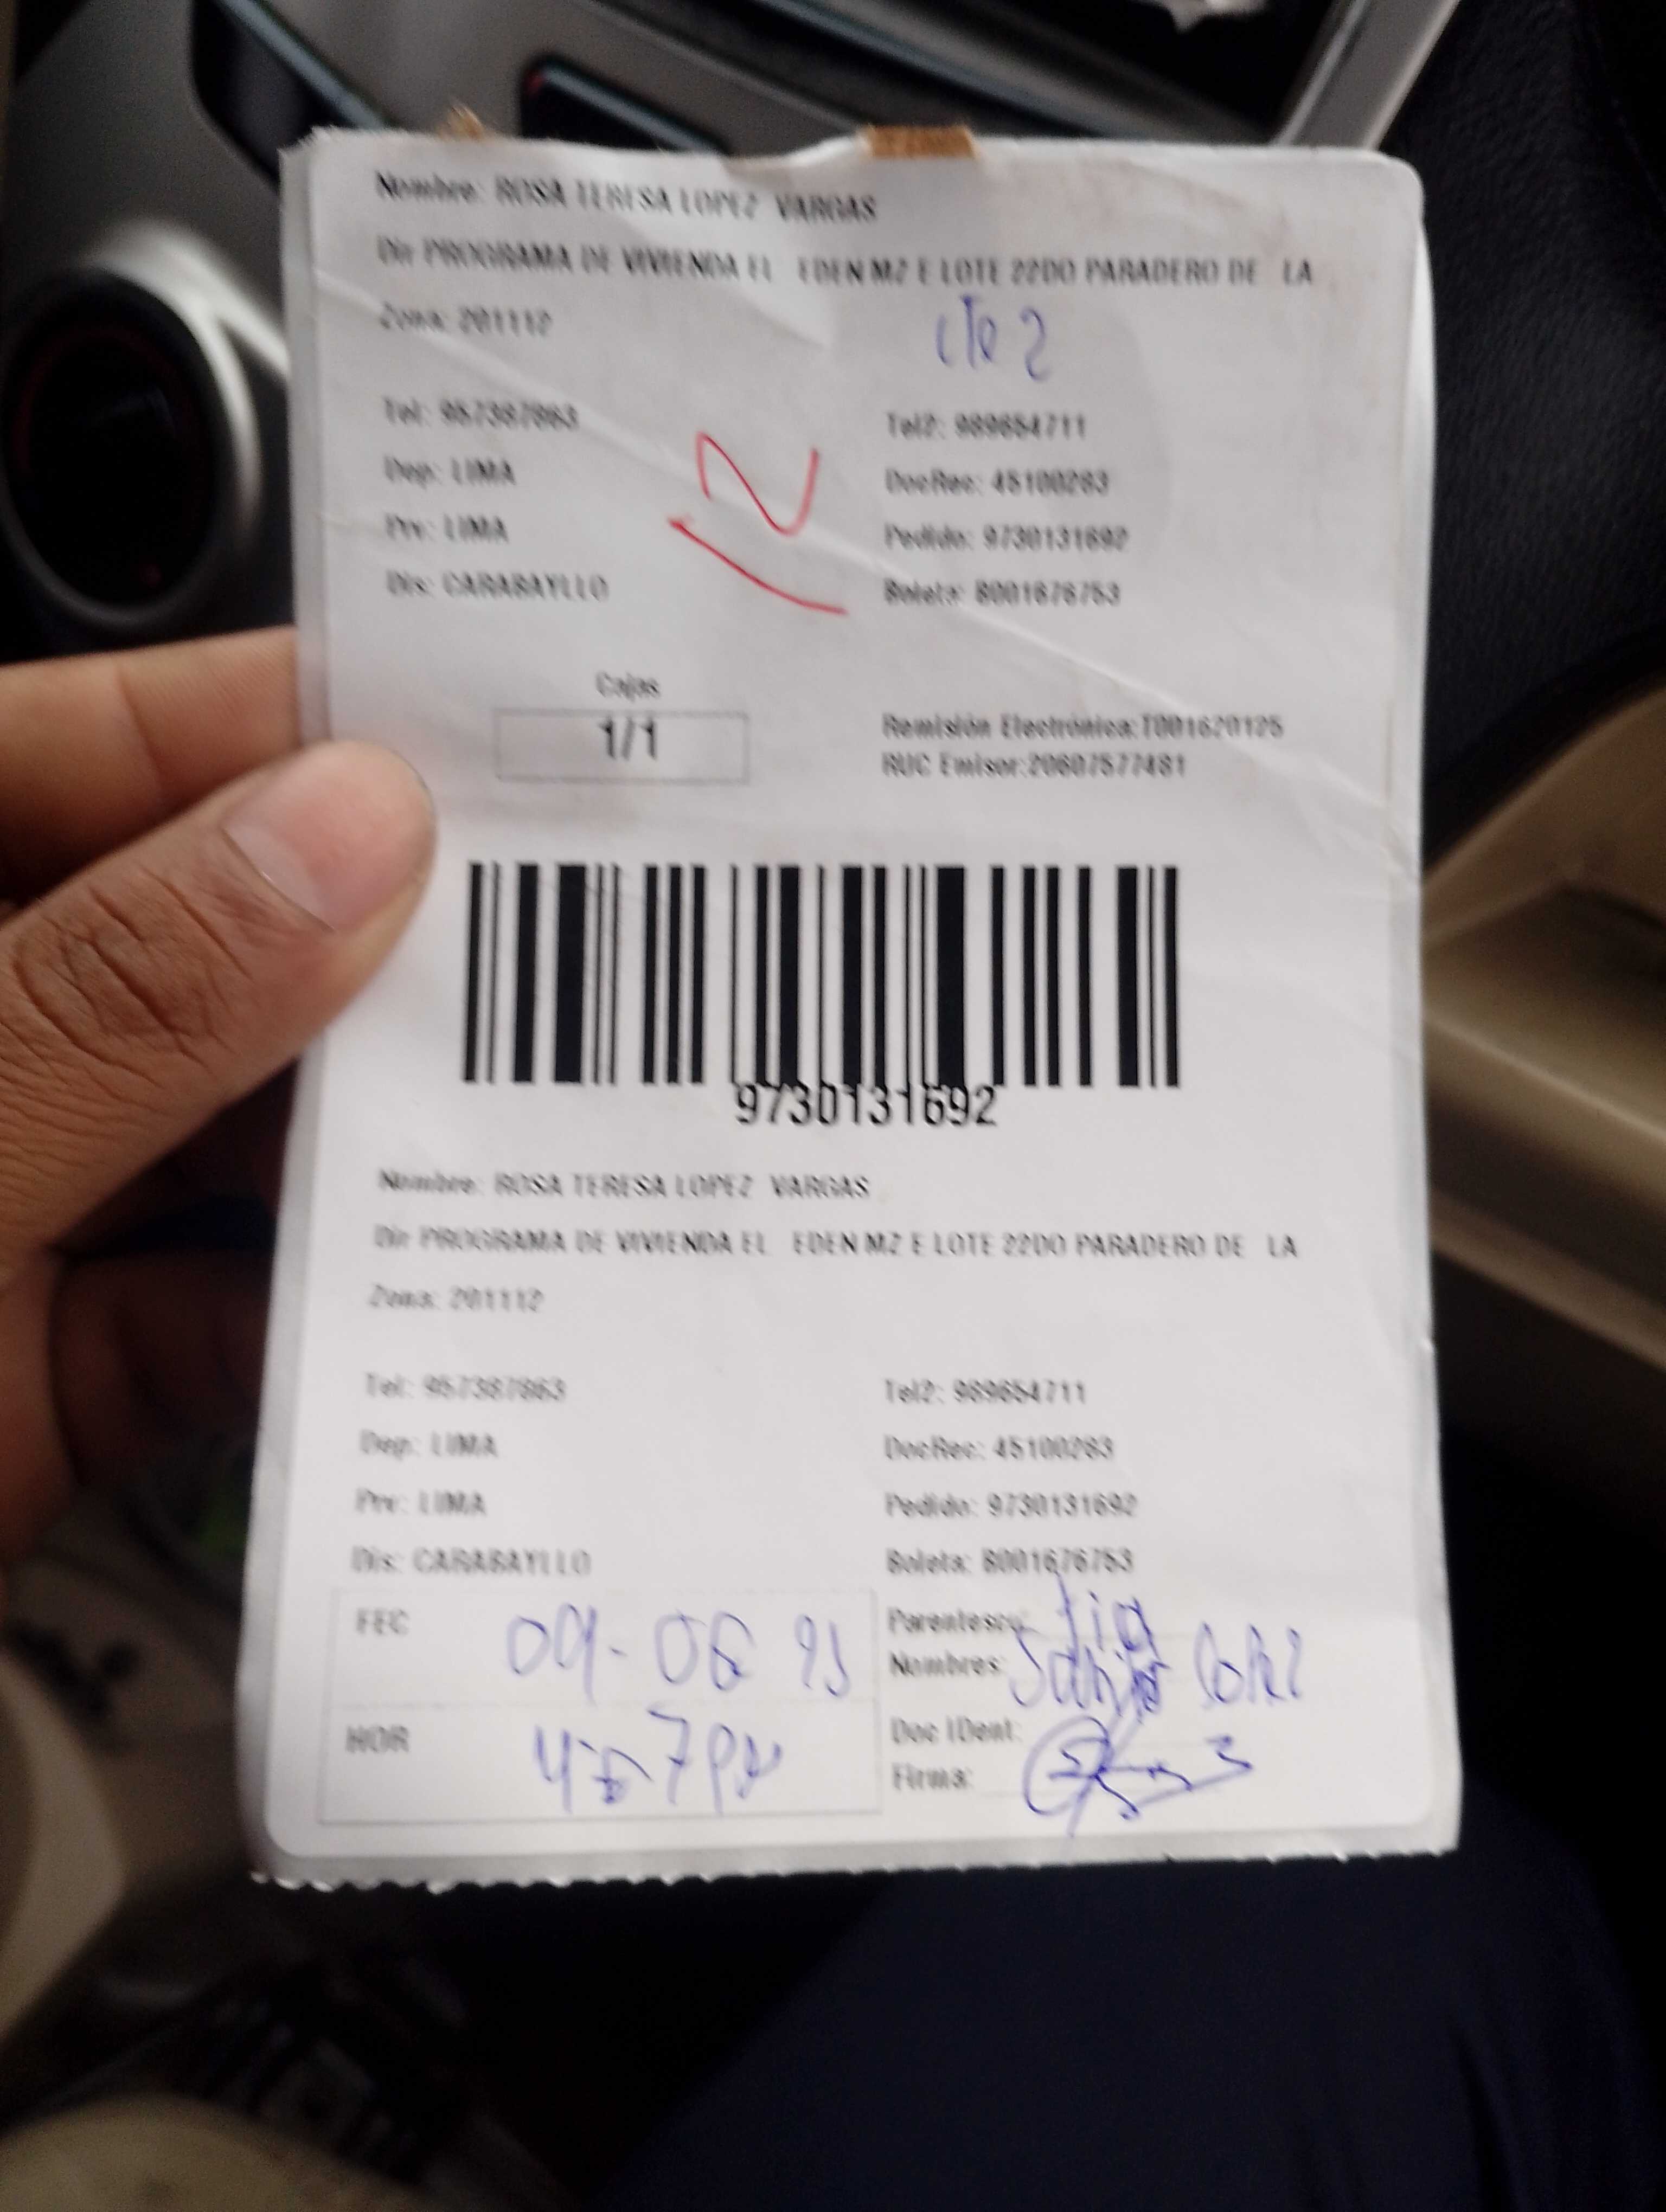 Nombre: ROSA TERESA LOPEZ VARGAS
Dir PROGRAMA DE VIVIENDA EL EDEN MZ E LOTE 22DO PARADERO DE LA
Zona: 201112
Tel: 957387863 Tel2: 989654711
Dep: LIMA DocRec: 45100283
Prv: LIMA Pedido: 9730131692
Dis: CARABAYLLO Boleta: B001676753
Cajas
1/1
Remisión Electrónica:T001620125
RUC Emisor:20607577481
9730131692
Nombre: ROSA TERESA LOPEZ VARGAS
Dir PROGRAMA DE VIVIENDA EL EDEN MZ E LOTE 22DO PARADERO DE LA
Zona: 201112
Tel: 957387863 Tel2: 989654711
Dep: LIMA DocRec: 45100283
Prv: LIMA Pedido: 9730131692
Dis: CARABAYLLO Boleta: B001676753
FEC 09-06 Parentesco: tia
Nombres:
HOR Doc IDent:
Firma: